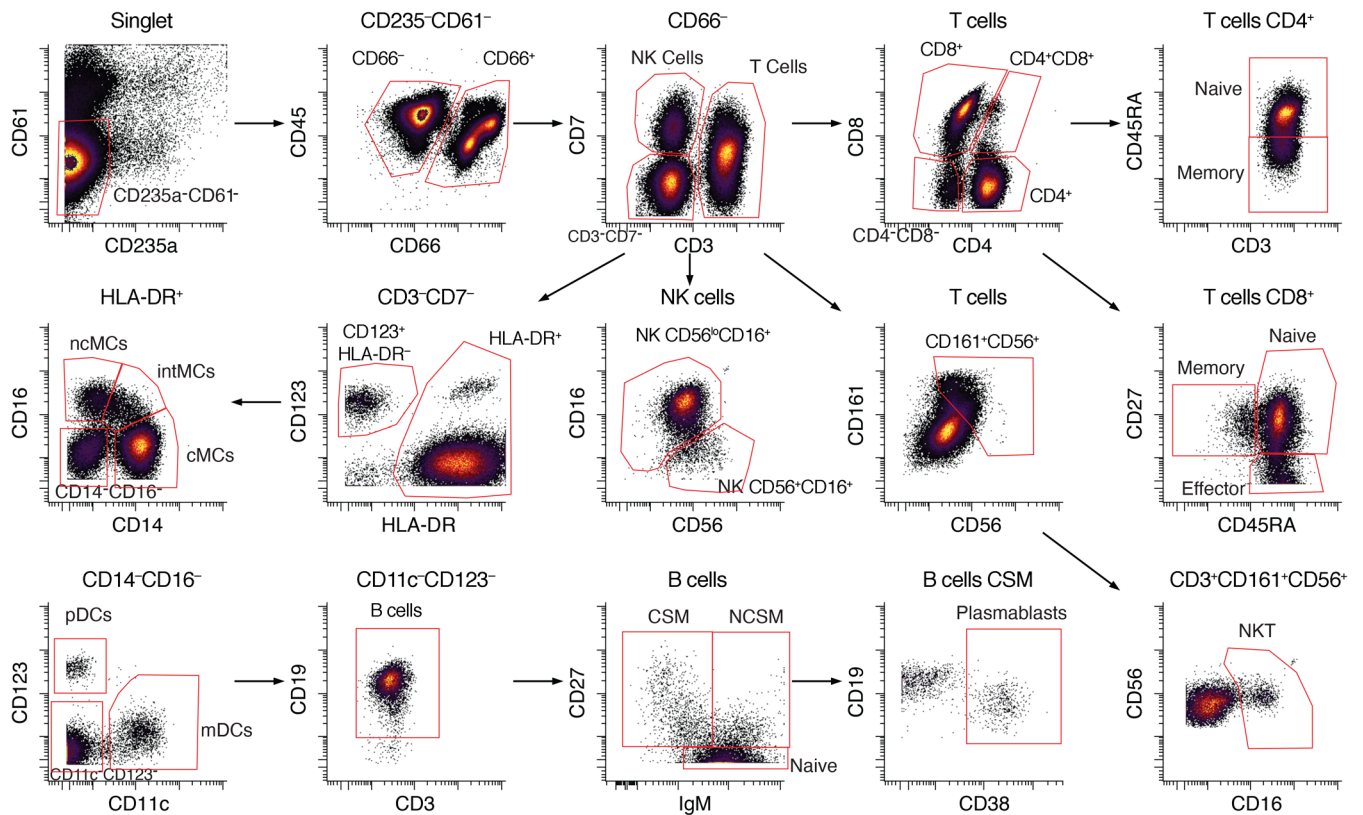 Singlet
CD235⁻CD61⁻
CD66⁻
T cells
T cells CD4⁺
CD61
CD235a⁻CD61⁻
CD235a
CD45
CD66⁻
CD66⁺
CD66
CD7
NK Cells
T Cells
CD3⁻CD7⁻
CD3
CD8
CD8⁺
CD4⁺CD8⁺
CD4⁺
CD4⁻CD8⁻
CD4
CD45RA
Naive
Memory
CD3
HLA-DR⁺
CD3⁻CD7⁻
NK cells
T cells
T cells CD8⁺
CD16
ncMCs
intMCs
cMCs
CD14⁻CD16⁻
CD14
CD123
CD123⁺
HLA-DR⁻
HLA-DR⁺
HLA-DR
CD16
NK CD56ˡᵒCD16⁺
NK CD56⁺CD16⁺
CD56
CD161
CD161⁺CD56⁺
CD56
CD27
Memory
Naive
Effector
CD45RA
CD14⁻CD16⁻
CD11c⁻CD123⁻
B cells
B cells CSM
CD3⁺CD161⁺CD56⁺
CD123
pDCs
mDCs
CD11c⁻CD123⁻
CD11c
CD19
B cells
CD3
CD27
CSM
NCSM
Naive
IgM
CD19
Plasmablasts
CD38
CD56
NKT
CD16